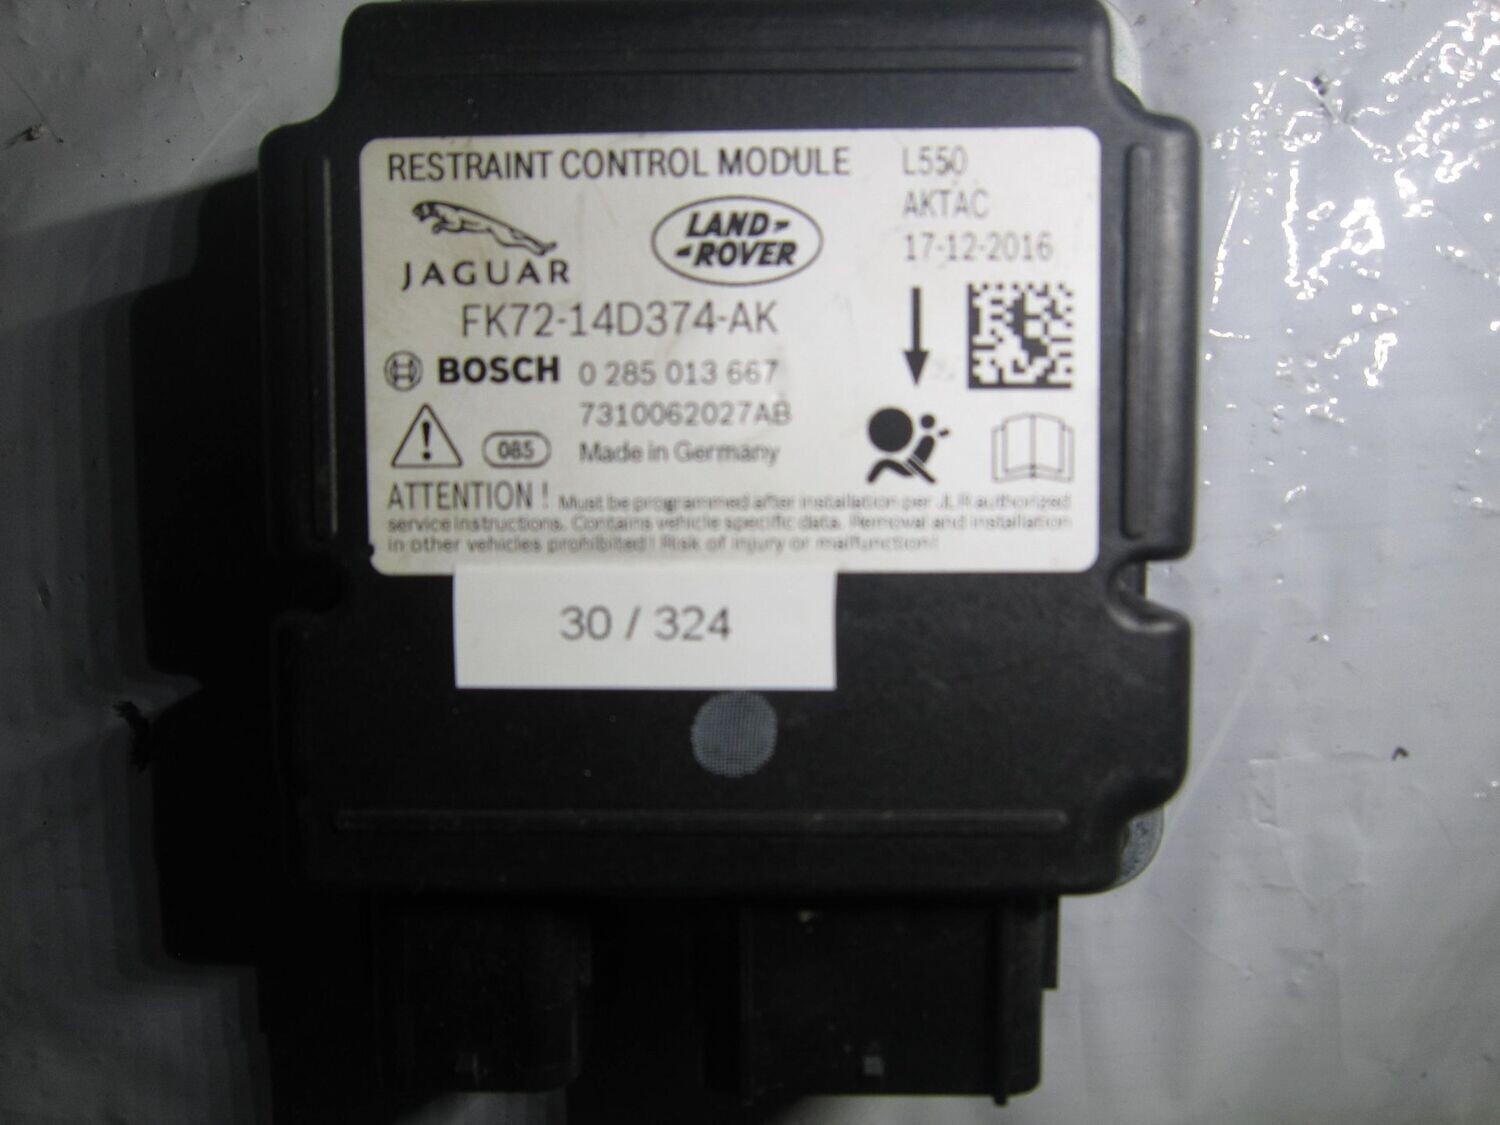 RESTRAINT CONTROL MODULE
L550
AKTAC
17-12-2016
JAGUAR
LAND-
-ROVER
FK72-14D374-AK
BOSCH 0 285 013 667
7310062027AB
085 Made in Germany
ATTENTION ! Must be programmed after installation per JLR authorized
service instructions. Contains vehicle specific data. Removal and installation
in other vehicles prohibited! Risk of injury or malfunction!
30 / 324